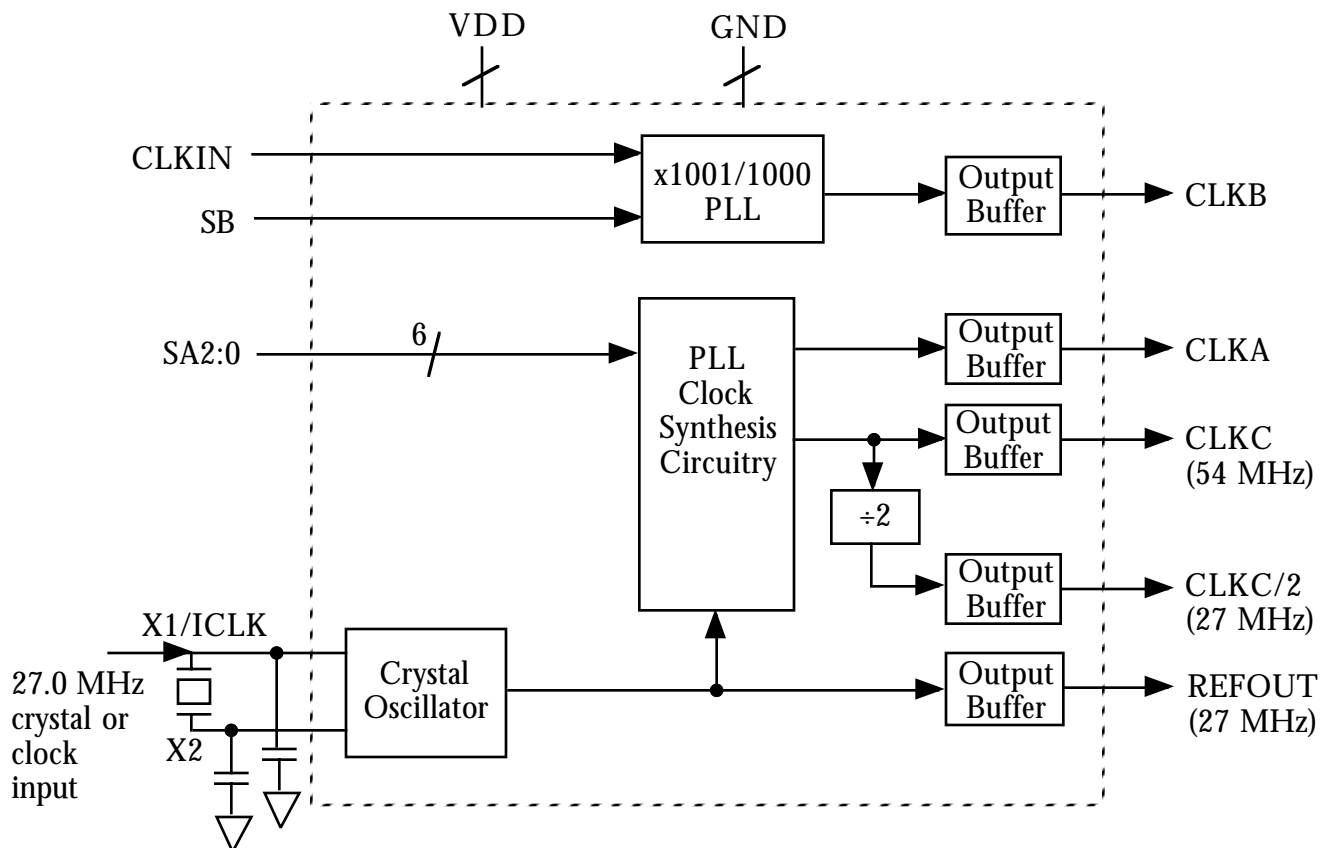 VDD
GND
CLKIN
SB
x1001/1000
PLL
Output
Buffer
CLKB
SA2:0
6
PLL
Clock
Synthesis
Circuitry
Output
Buffer
CLKA
Output
Buffer
CLKC
(54 MHz)
÷2
Output
Buffer
CLKC/2
(27 MHz)
X1/ICLK
27.0 MHz
crystal or
clock
input
X2
Crystal
Oscillator
Output
Buffer
REFOUT
(27 MHz)